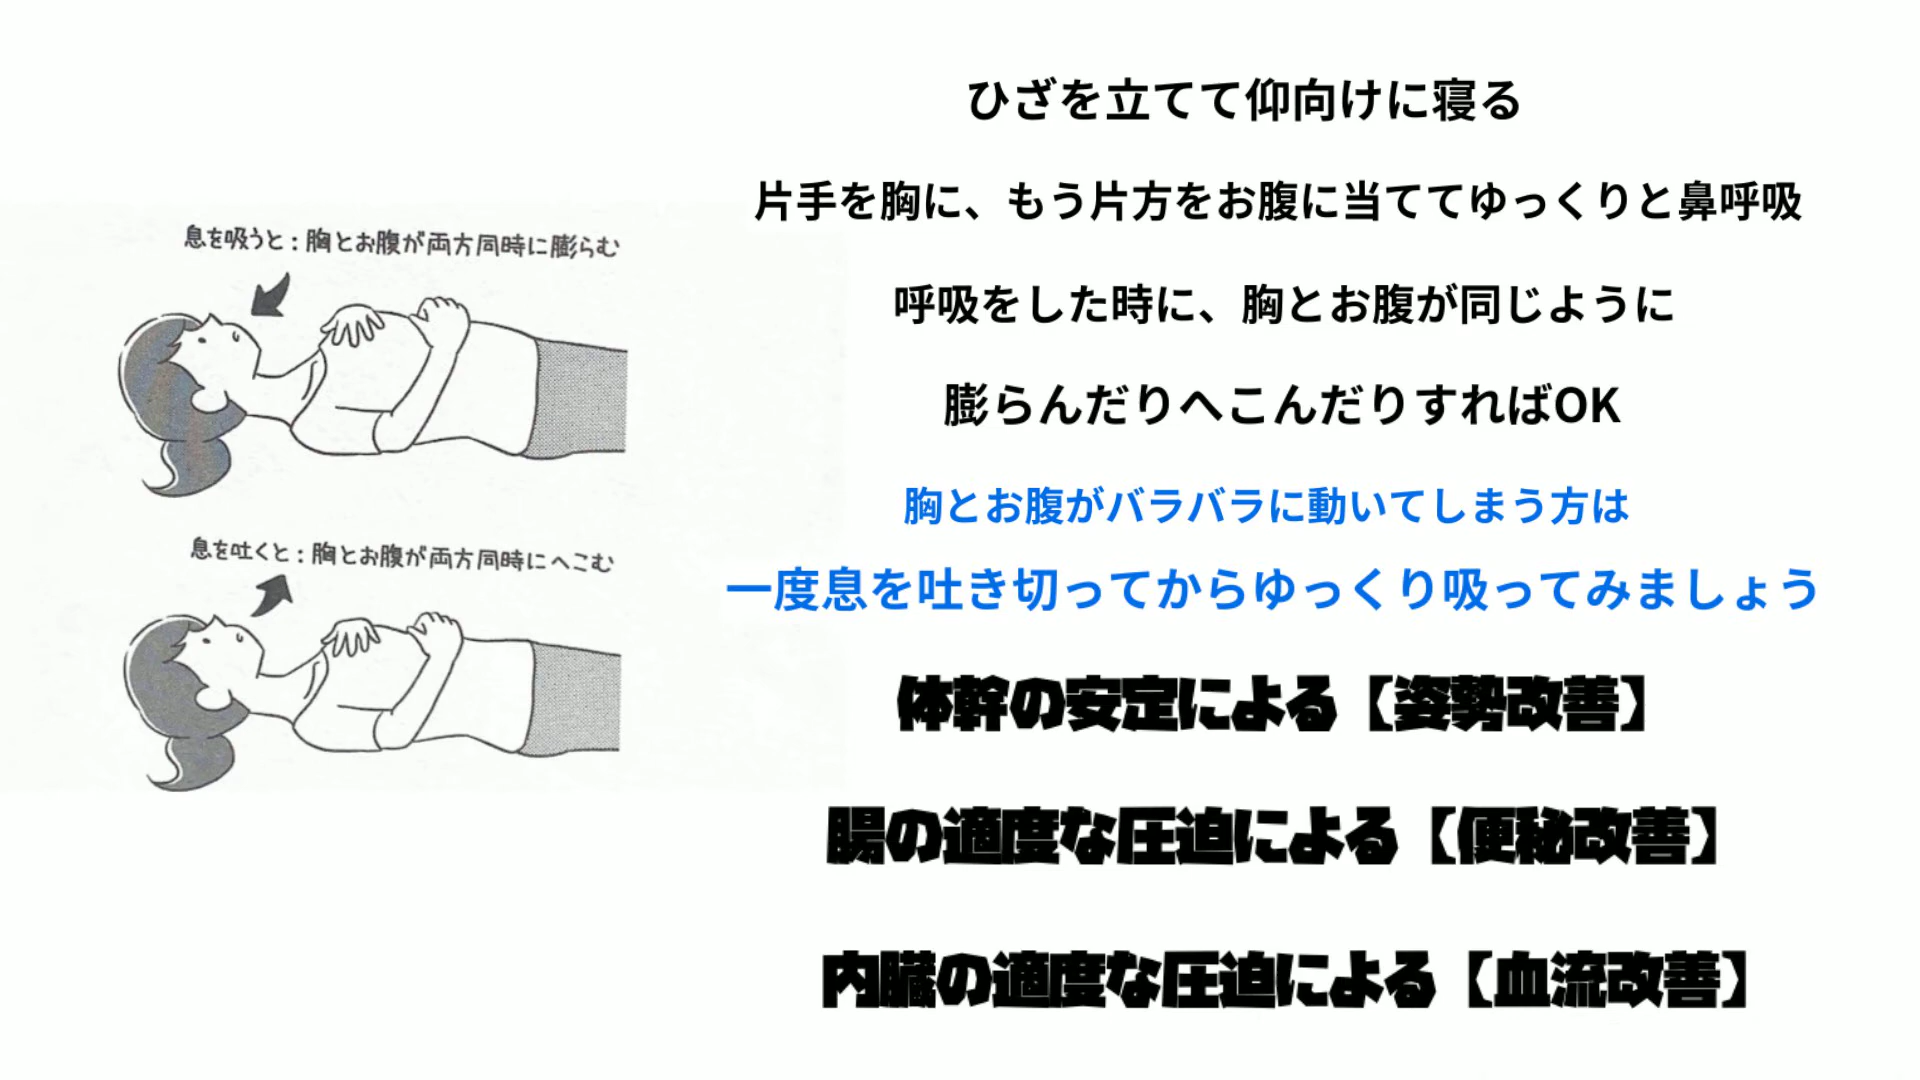 息を吸うと：胸とお腹が両方同時に膨らむ
息を吐くと：胸とお腹が両方同時にへこむ
ひざを立てて仰向けに寝る
片手を胸に、もう片方をお腹に当ててゆっくりと鼻呼吸
呼吸をした時に、胸とお腹が同じように
膨らんだりへこんだりすればOK
胸とお腹がバラバラに動いてしまう方は
一度息を吐き切ってからゆっくり吸ってみましょう
体幹の安定による【姿勢改善】
腸の適度な圧迫による【便秘改善】
内臓の適度な圧迫による【血流改善】